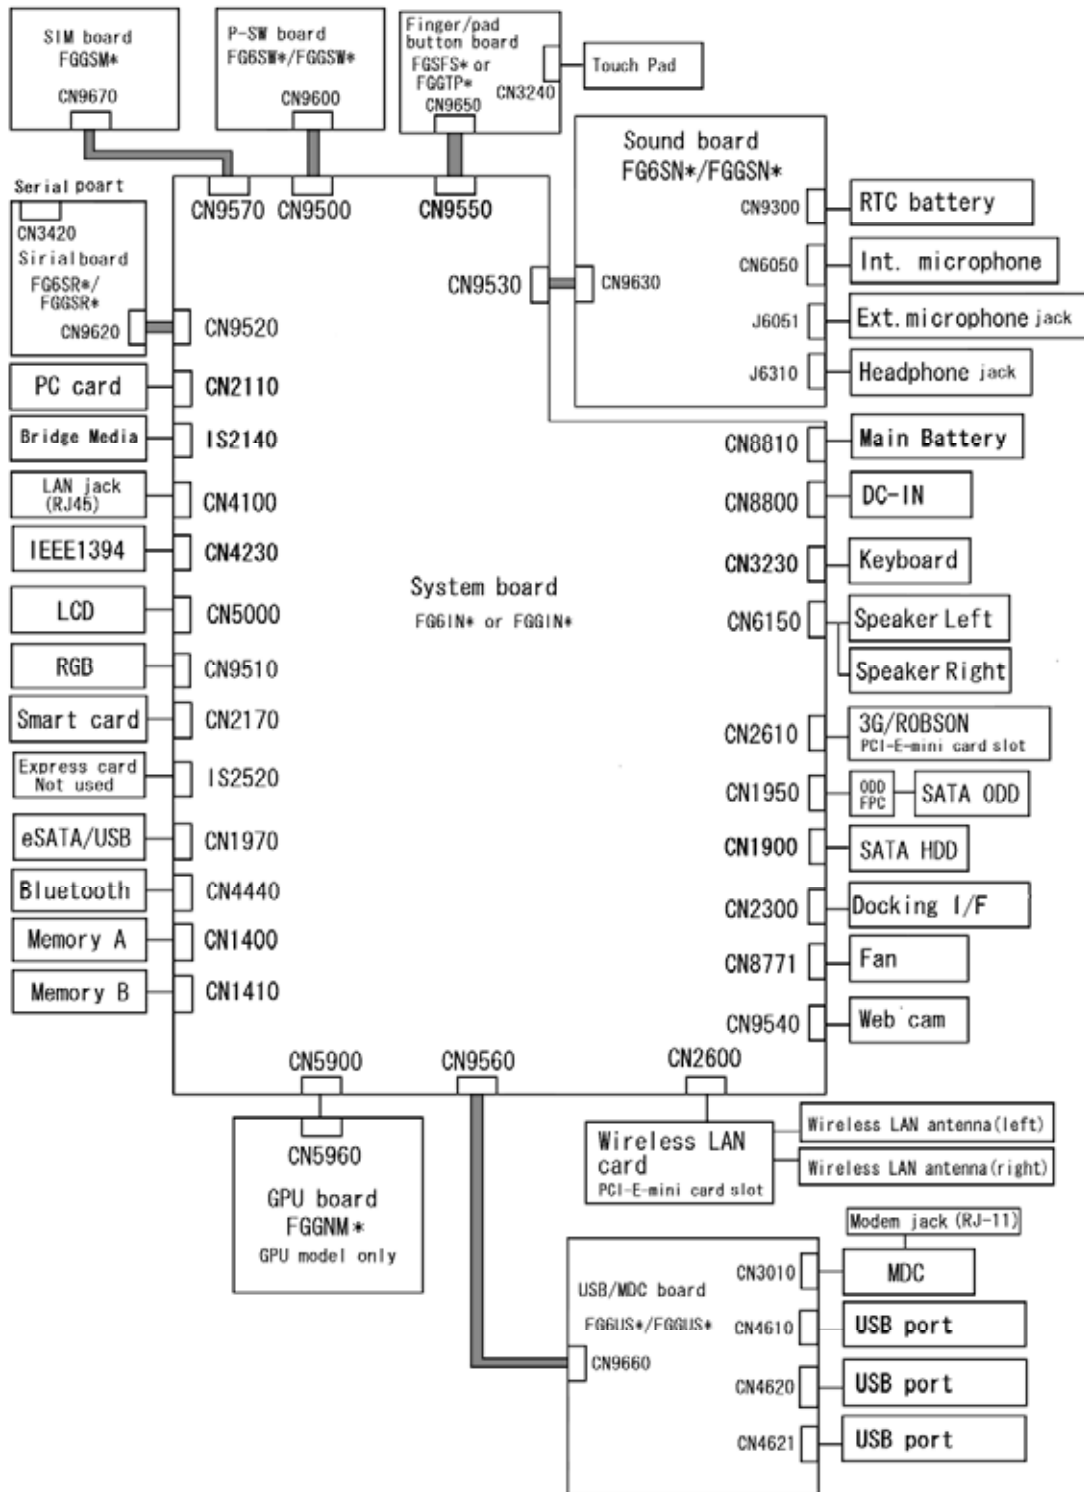 SIM board
FGGSM*
CN9670
P-SW board
FG6SW*/FGGSW*
CN9600
Finger/pad
button board
FGSFS* or
FGGTP*
CN9650
CN3240
Touch Pad
Serial poart
CN3420
Sirialboard
FG6SR*/
FGGSR*
CN9620
CN9570
CN9500
CN9550
Sound board
FG6SN*/FGGSN*
CN9300
RTC battery
CN6050
Int. microphone
J6051
Ext.microphone jack
J6310
Headphone jack
CN9530
CN9630
CN9520
PC card
CN2110
Bridge Media
IS2140
LAN jack
(RJ45)
CN4100
IEEE1394
CN4230
LCD
CN5000
RGB
CN9510
Smart card
CN2170
Express card
Not used
IS2520
eSATA/USB
CN1970
Bluetooth
CN4440
Memory A
CN1400
Memory B
CN1410
System board
FG6IN* or FGGIN*
CN8810
Main Battery
CN8800
DC-IN
CN3230
Keyboard
CN6150
Speaker Left
Speaker Right
CN2610
3G/ROBSON
PCI-E-mini card slot
CN1950
ODD
FPC
SATA ODD
CN1900
SATA HDD
CN2300
Docking I/F
CN8771
Fan
CN9540
Web cam
CN5900
CN9560
CN2600
CN5960
GPU board
FGGNM*
GPU model only
Wireless LAN
card
PCI-E-mini card slot
Wireless LAN antenna(left)
Wireless LAN antenna(right)
Modem jack (RJ-11)
USB/MDC board
FG6US*/FGGUS*
CN9660
CN3010
MDC
CN4610
USB port
CN4620
USB port
CN4621
USB port